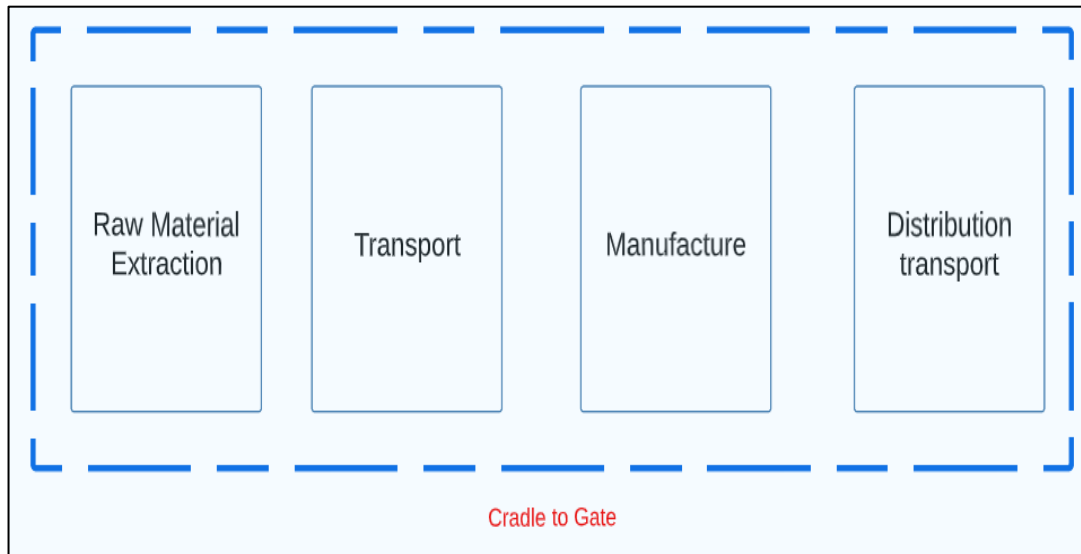 Raw Material
Extraction
Transport
Manufacture
Distribution
transport
Cradle to Gate